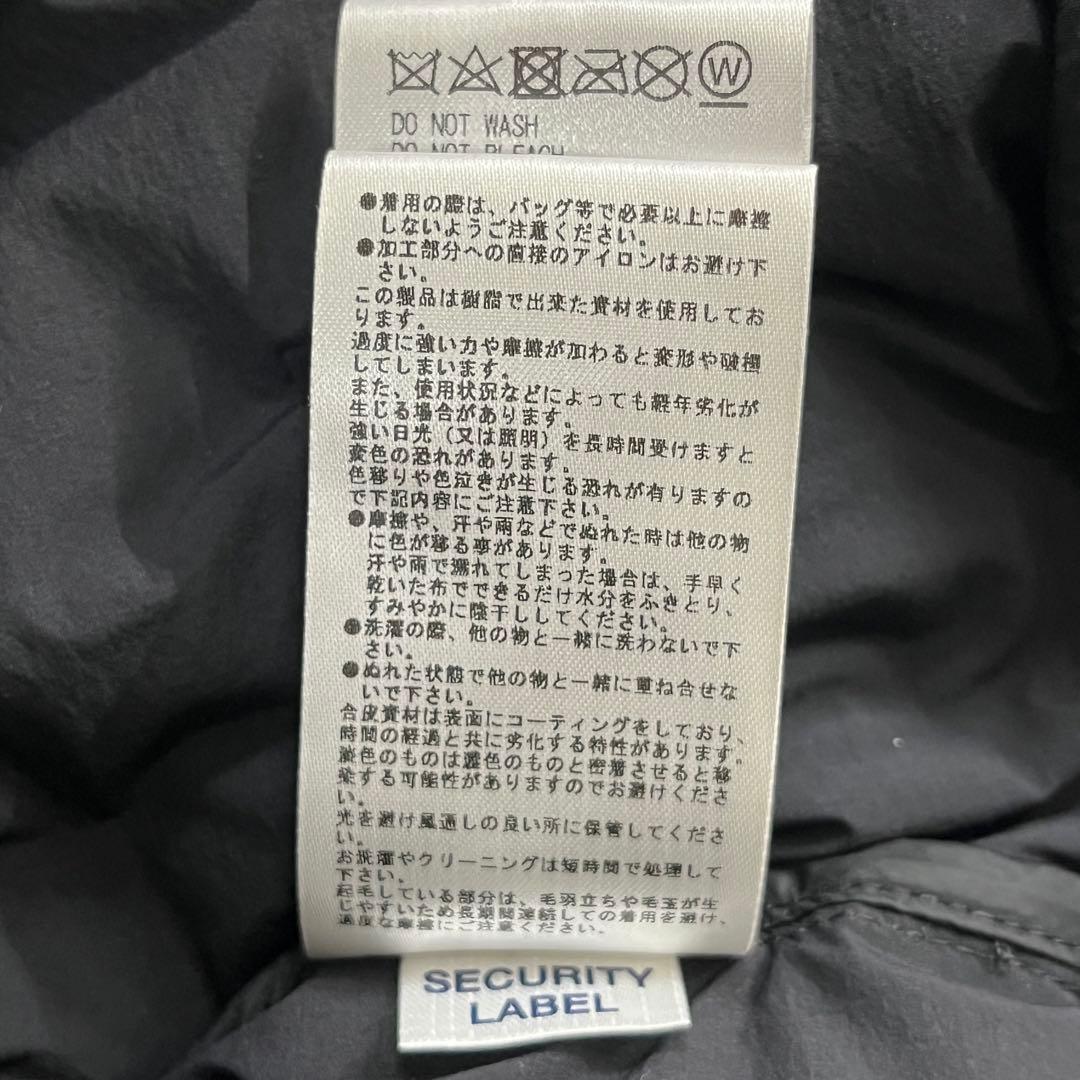 W
DO NOT WASH
DO NOT BLEACH
●着用の際は、バッグ等で必要以上に摩擦
しないようご注意ください。
●加工部分への直接のアイロンはお避け下
さい。
この製品は樹脂で出来た資材を使用してお
ります。
過度に強い力や摩擦が加わると変形や破損
してしまいます。
また、使用状況などによっても経年劣化が
生じる場合があります。
強い日光(又は照明)を長時間受けますと
変色の恐れがあります。
色移りや色泣きが生じる恐れが有りますの
で下記内容にご注意下さい。
●摩擦や、汗や雨などでぬれた時は他の物
に色が移る事があります。
汗や雨で濡れてしまった場合は、手早く
乾いた布でできるだけ水分をふきとり、
すみやかに陰干ししてください。
●洗濯の際、他の物と一緒に洗わないで下
さい。
●ぬれた状態で他の物と一緒に重ね合せな
いで下さい。
合皮資材は表面にコーティングをしており、
時間の経過と共に劣化する特性があります。
淡色のものは濃色のものと密着させると移
染する可能性がありますのでお避けくださ
い。
光を避け風通しの良い所に保管してくださ
い。
お洗濯やクリーニングは短時間で処理して
下さい。
起毛している部分は、毛羽立ちや毛玉が生
じやすいため長期間連続しての着用を避け、
過度な摩擦にご注意ください。
SECURITY
LABEL